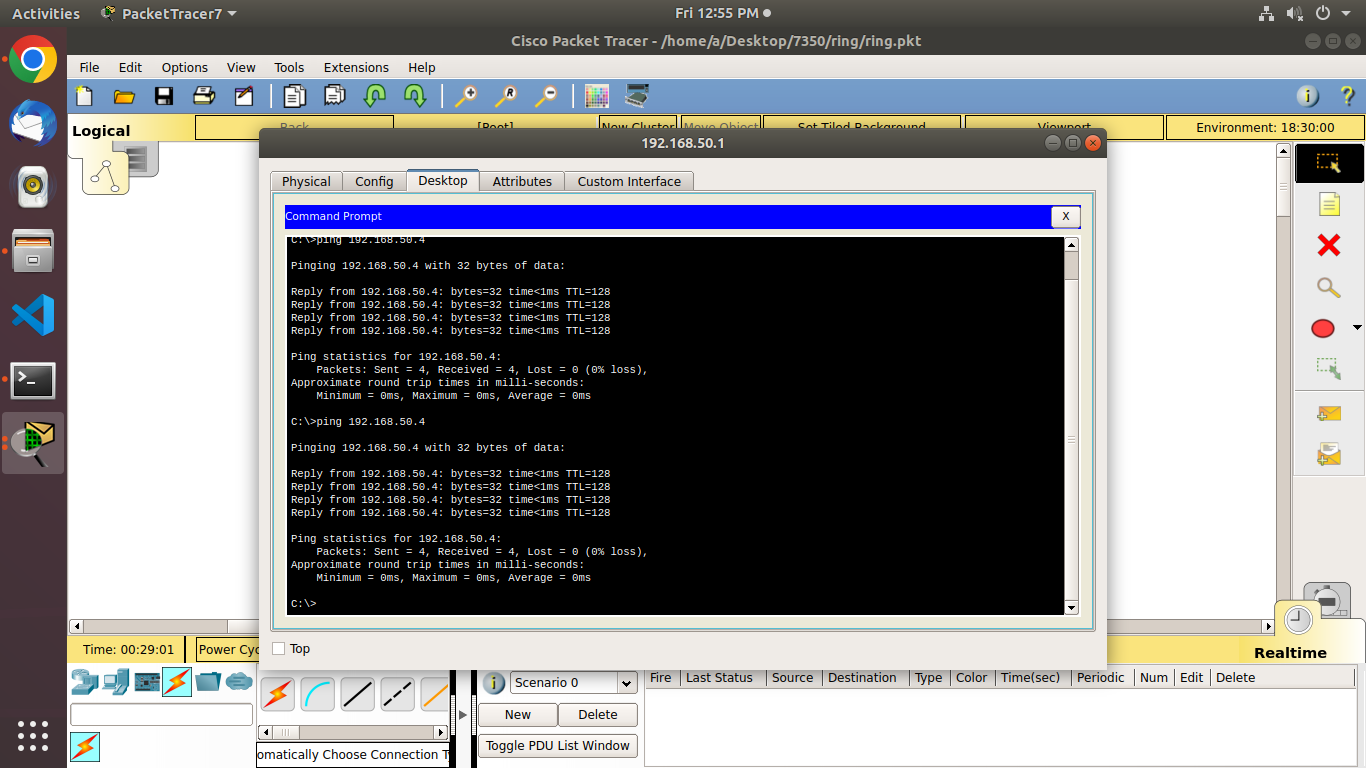 Activities
PacketTracer7
Fri 12:55 PM
Cisco Packet Tracer - /home/a/Desktop/7350/ring/ring.pkt
File Edit Options View Tools Extensions Help
Logical
Back
[Root]
New Cluster
Move Object
Set Tiled Background
Viewport
Environment: 18:30:00
192.168.50.1
Physical Config Desktop Attributes Custom Interface
Command Prompt
X
C:\>ping 192.168.50.4
Pinging 192.168.50.4 with 32 bytes of data:
Reply from 192.168.50.4: bytes=32 time<1ms TTL=128
Reply from 192.168.50.4: bytes=32 time<1ms TTL=128
Reply from 192.168.50.4: bytes=32 time<1ms TTL=128
Reply from 192.168.50.4: bytes=32 time<1ms TTL=128
Ping statistics for 192.168.50.4:
Packets: Sent = 4, Received = 4, Lost = 0 (0% loss),
Approximate round trip times in milli-seconds:
Minimum = 0ms, Maximum = 0ms, Average = 0ms
C:\>ping 192.168.50.4
Pinging 192.168.50.4 with 32 bytes of data:
Reply from 192.168.50.4: bytes=32 time<1ms TTL=128
Reply from 192.168.50.4: bytes=32 time<1ms TTL=128
Reply from 192.168.50.4: bytes=32 time<1ms TTL=128
Reply from 192.168.50.4: bytes=32 time<1ms TTL=128
Ping statistics for 192.168.50.4:
Packets: Sent = 4, Received = 4, Lost = 0 (0% loss),
Approximate round trip times in milli-seconds:
Minimum = 0ms, Maximum = 0ms, Average = 0ms
C:\>
Top
Time: 00:29:01
Power Cyc
Realtime
Scenario 0
New
Delete
Toggle PDU List Window
Fire Last Status Source Destination Type Color Time(sec) Periodic Num Edit Delete
omatically Choose Connection T